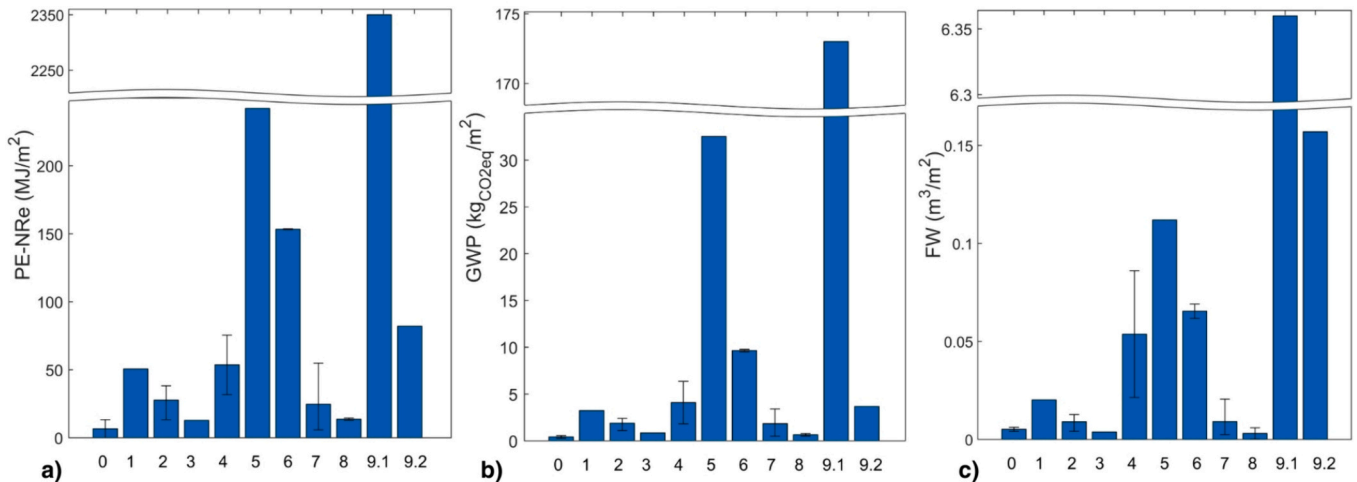 PE-NRe (MJ/m²)
2350
2250
200
150
100
50
0
0 1 2 3 4 5 6 7 8 9.1 9.2
a)
GWP (kg_CO2eq/m²)
175
170
30
25
20
15
10
5
0
0 1 2 3 4 5 6 7 8 9.1 9.2
b)
FW (m³/m²)
6.35
6.3
0.15
0.1
0.05
0
0 1 2 3 4 5 6 7 8 9.1 9.2
c)